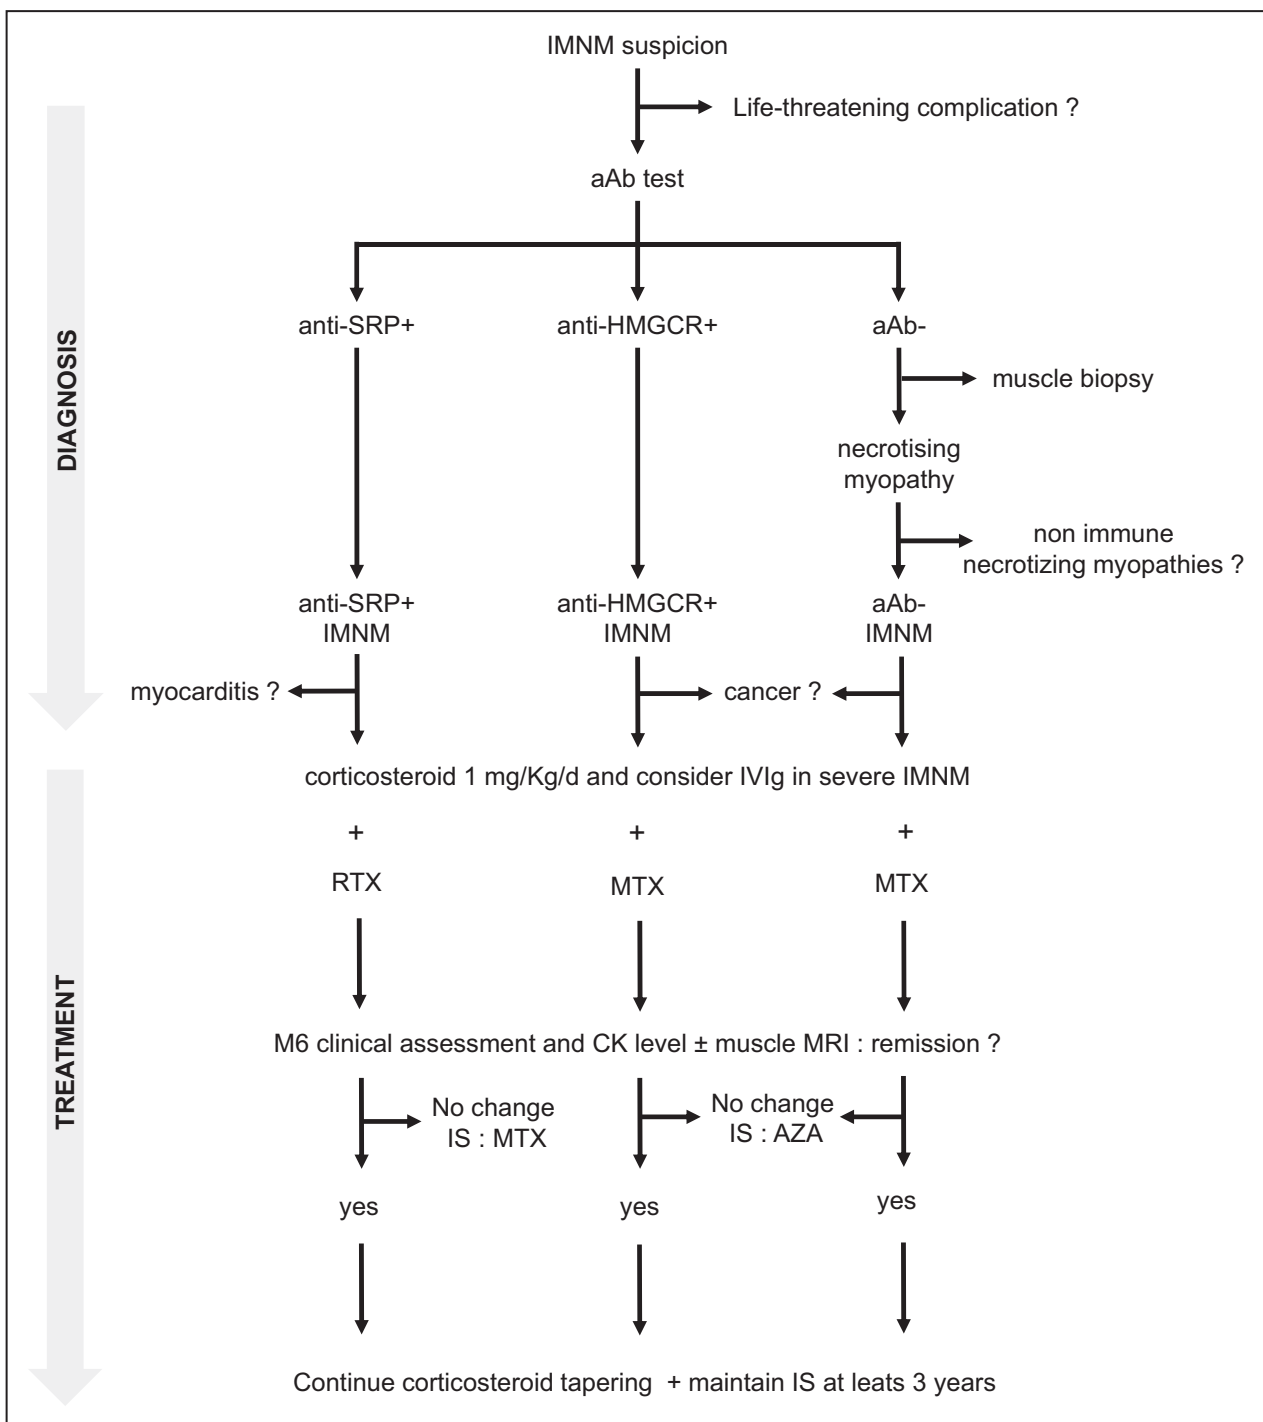 IMNM suspicion
Life-threatening complication ?
aAb test
anti-SRP+
anti-HMGCR+
aAb-
muscle biopsy
necrotising
myopathy
non immune
necrotizing myopathies ?
anti-SRP+
IMNM
anti-HMGCR+
IMNM
aAb-
IMNM
myocarditis ?
cancer ?
DIAGNOSIS
corticosteroid 1 mg/Kg/d and consider IVIg in severe IMNM
+
+
+
RTX
MTX
MTX
M6 clinical assessment and CK level ± muscle MRI : remission ?
No change
IS : MTX
No change
IS : AZA
yes
yes
yes
TREATMENT
Continue corticosteroid tapering + maintain IS at leats 3 years